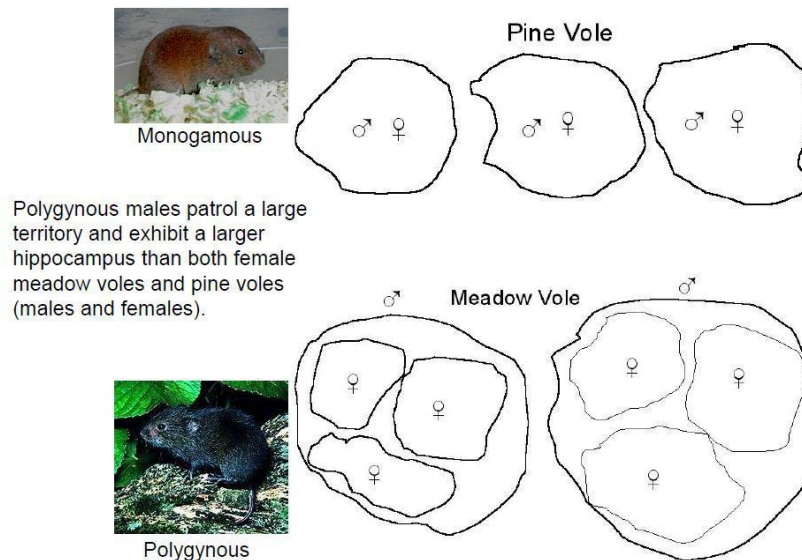 Pine Vole
♂ ♀
♂ ♀
♂ ♀
Monogamous
Polygynous males patrol a large
territory and exhibit a larger
hippocampus than both female
meadow voles and pine voles
(males and females).
♂ Meadow Vole ♂
♀ ♀ ♀
♀ ♀ ♀
Polygynous